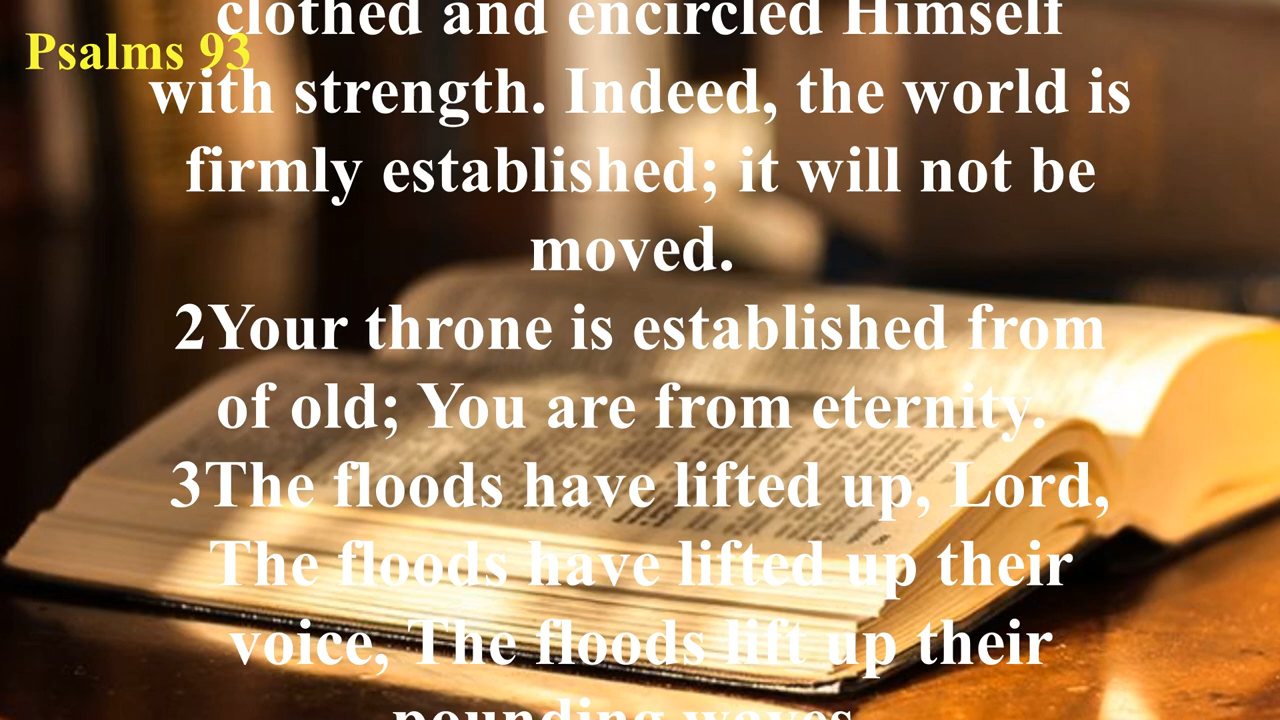 clothed and encircled Himself
Psalms 93
with strength. Indeed, the world is
firmly established; it will not be
moved.
2Your throne is established from
of old; You are from eternity.
3The floods have lifted up, Lord,
The floods have lifted up their
voice, The floods lift up their
pounding waves